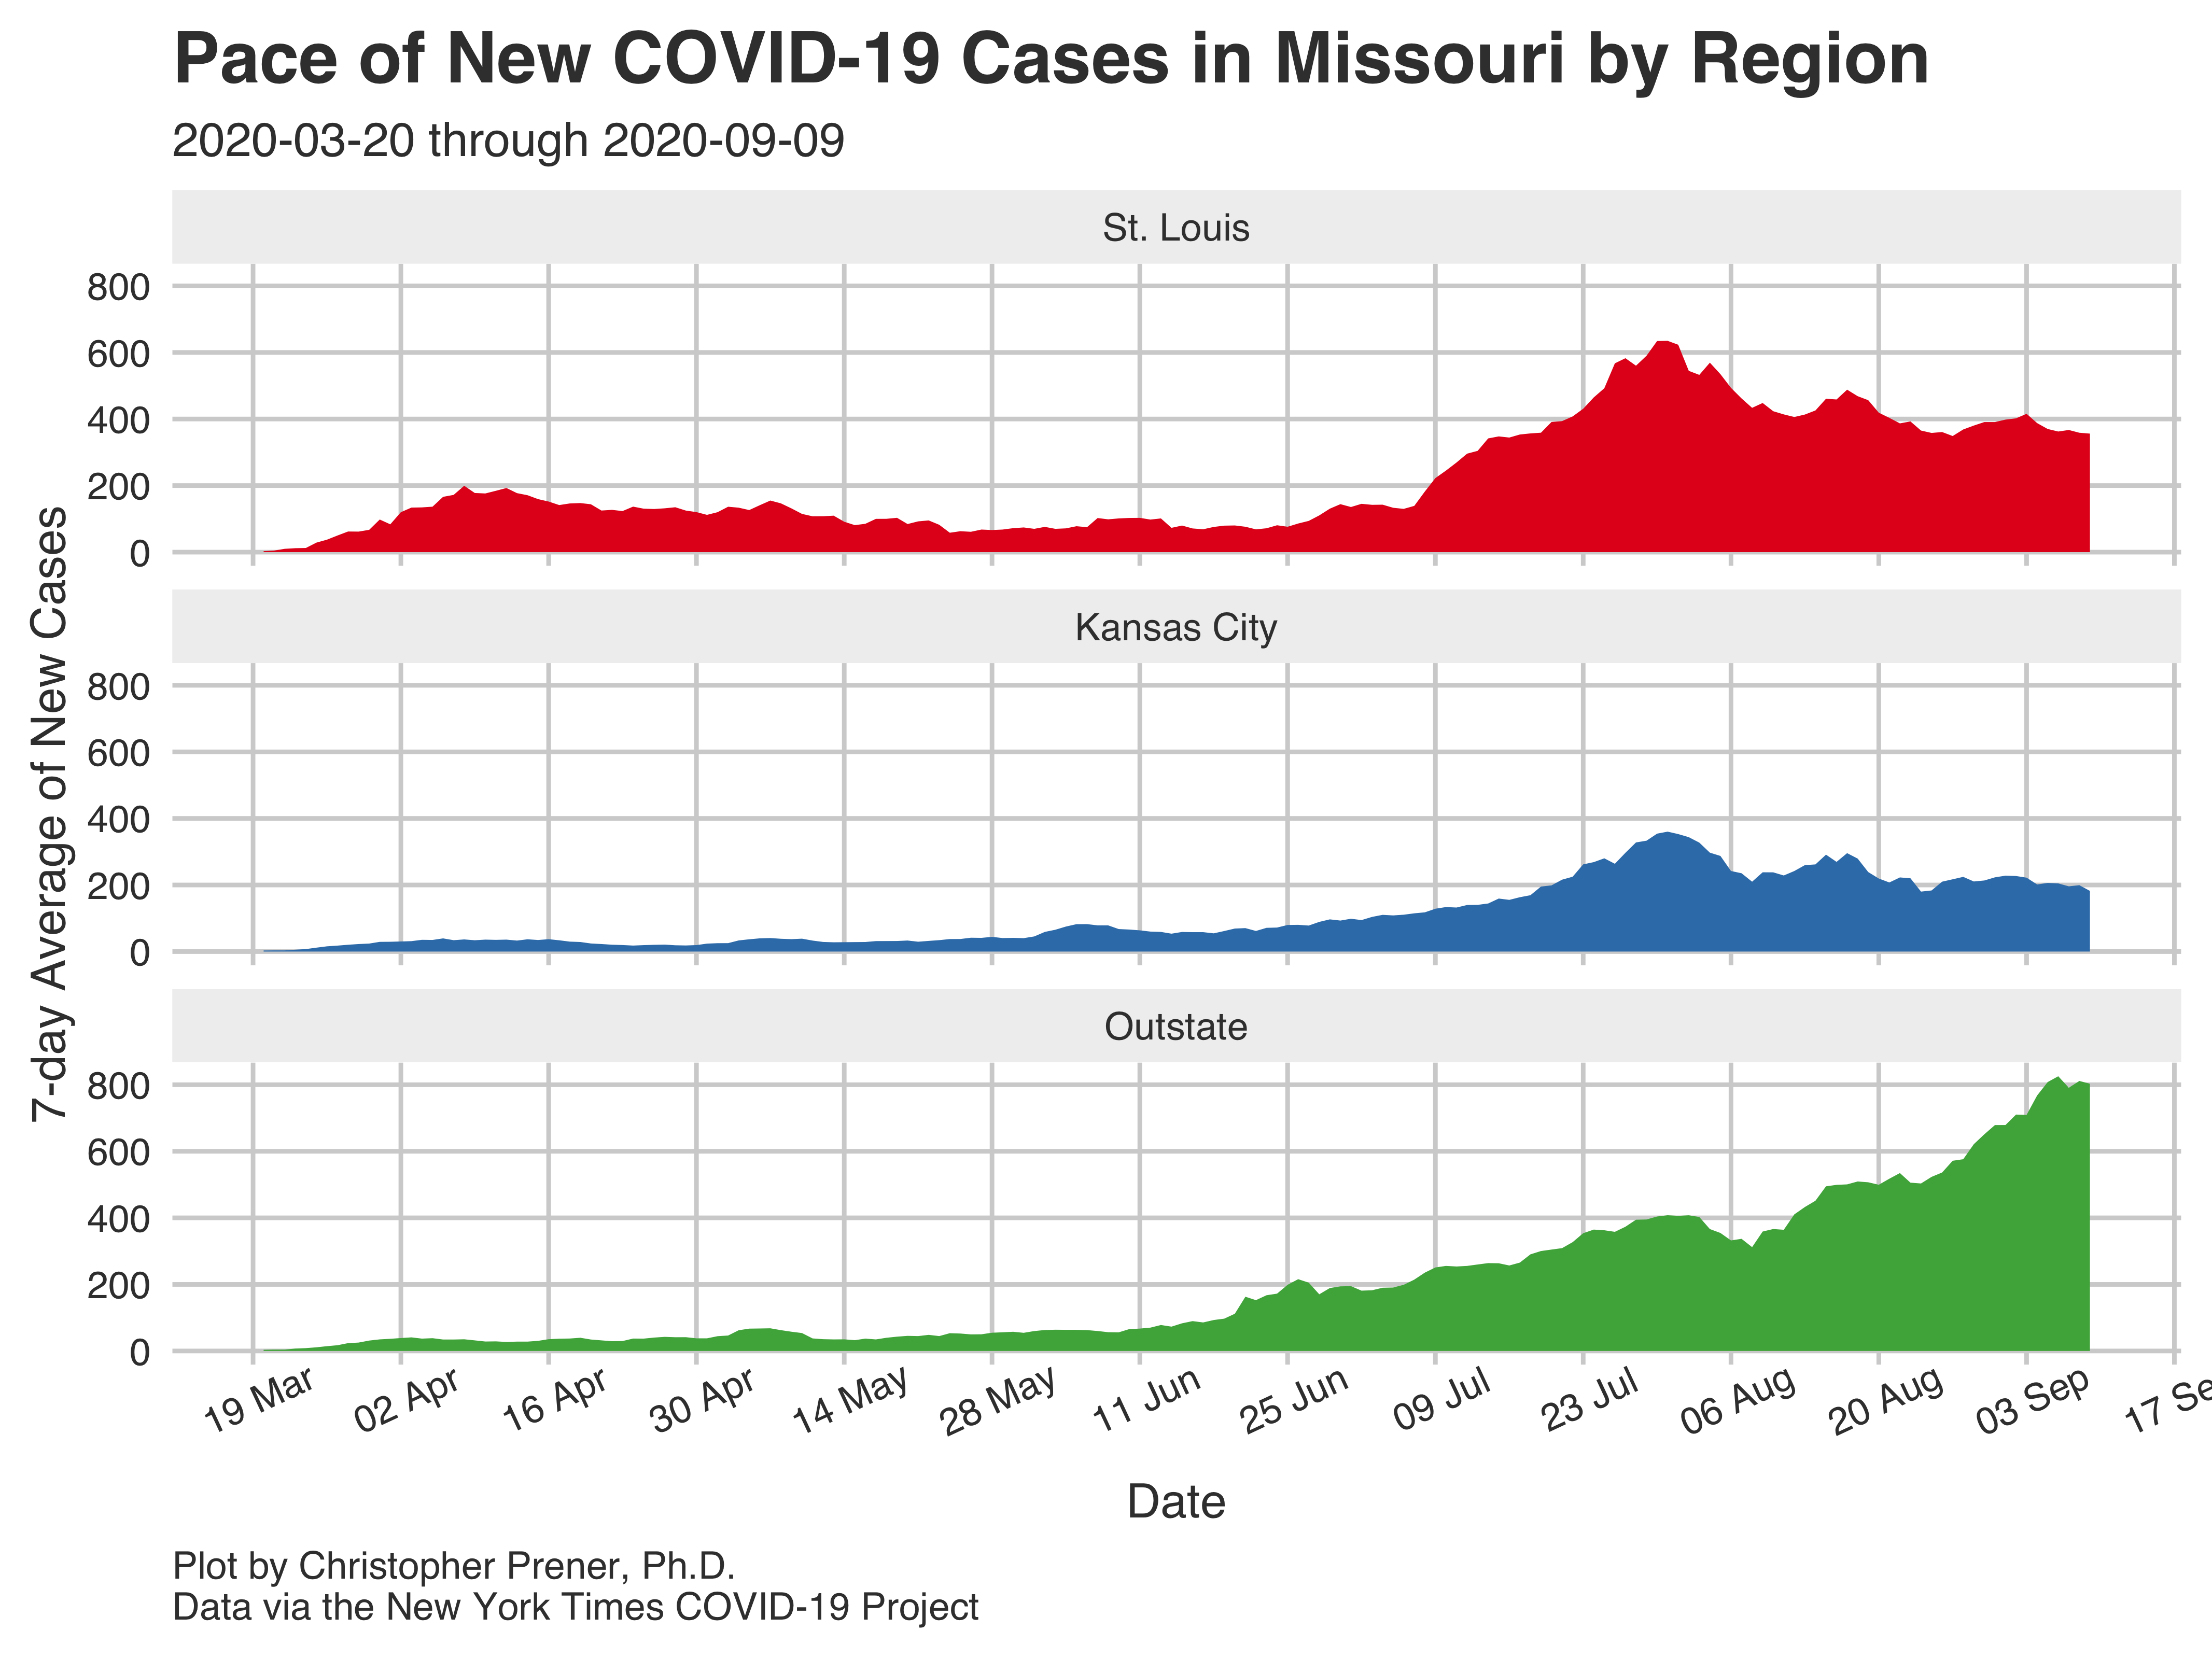 Pace of New COVID-19 Cases in Missouri by Region
2020-03-20 through 2020-09-09
7-day Average of New Cases
St. Louis
800
600
400
200
0
Kansas City
800
600
400
200
0
Outstate
800
600
400
200
0
19 Mar
02 Apr
16 Apr
30 Apr
14 May
28 May
11 Jun
25 Jun
09 Jul
23 Jul
06 Aug
20 Aug
03 Sep
17 Se
Date
Plot by Christopher Prener, Ph.D.
Data via the New York Times COVID-19 Project